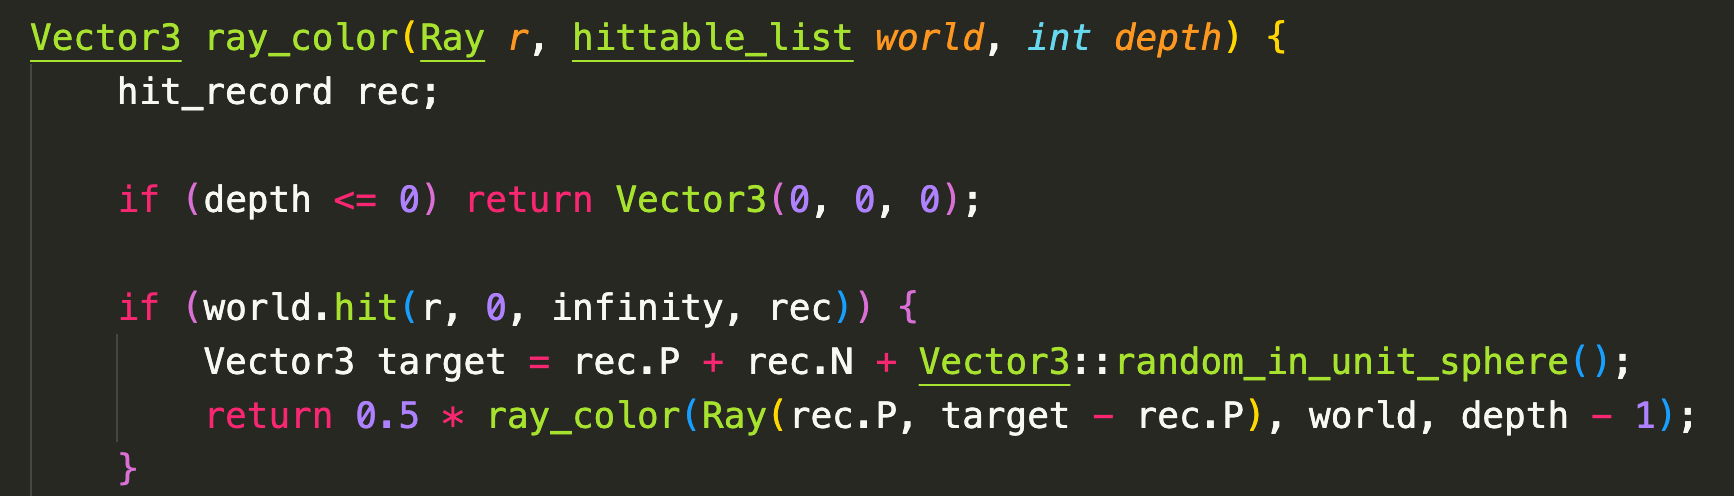 Vector3 ray_color(Ray r, hittable_list world, int depth) {
    hit_record rec;

    if (depth <= 0) return Vector3(0, 0, 0);

    if (world.hit(r, 0, infinity, rec)) {
        Vector3 target = rec.P + rec.N + Vector3::random_in_unit_sphere();
        return 0.5 * ray_color(Ray(rec.P, target - rec.P), world, depth - 1);
    }